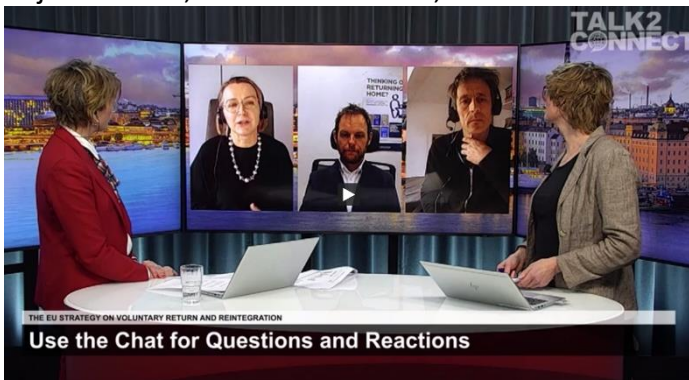 TALK2
CONNECT
THINKING O
RETURNING
HOME?
THE EU STRATEGY ON VOLUNTARY RETURN AND REINTEGRATION
Use the Chat for Questions and Reactions